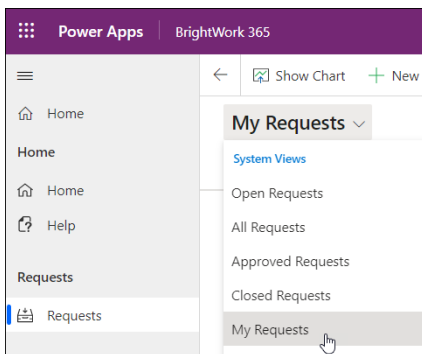 Power Apps BrightWork 365
Show Chart New
Home
My Requests
Home
System Views
Home
Open Requests
Help
All Requests
Approved Requests
Requests
Closed Requests
Requests
My Requests